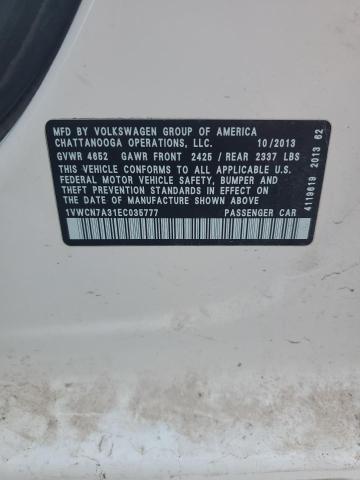 MFD BY VOLKSWAGEN GROUP OF AMERICA
CHATTANOOGA OPERATIONS, LLC. 10/2013
GVWR 4652 GAWR FRONT 2425 / REAR 2337 LBS
THIS VEHICLE CONFORMS TO ALL APPLICABLE U.S.
FEDERAL MOTOR VEHICLE SAFETY, BUMPER AND
THEFT PREVENTION STANDARDS IN EFFECT ON
THE DATE OF MANUFACTURE SHOWN ABOVE
1VWCN7A31EC035777 PASSENGER CAR
4119619 2013 62